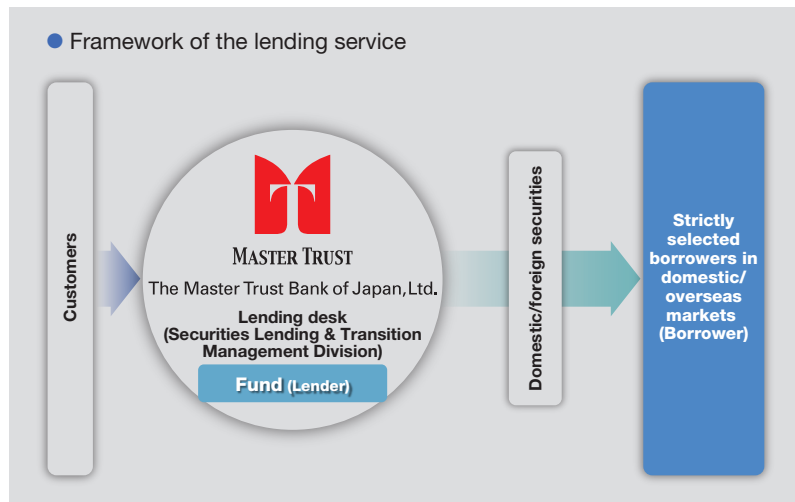 Framework of the lending service
Customers
MASTER TRUST
The Master Trust Bank of Japan,Ltd.
Lending desk
(Securities Lending & Transition
Management Division)
Fund (Lender)
Domestic/foreign securities
Strictly
selected
borrowers in
domestic/
overseas
markets
(Borrower)